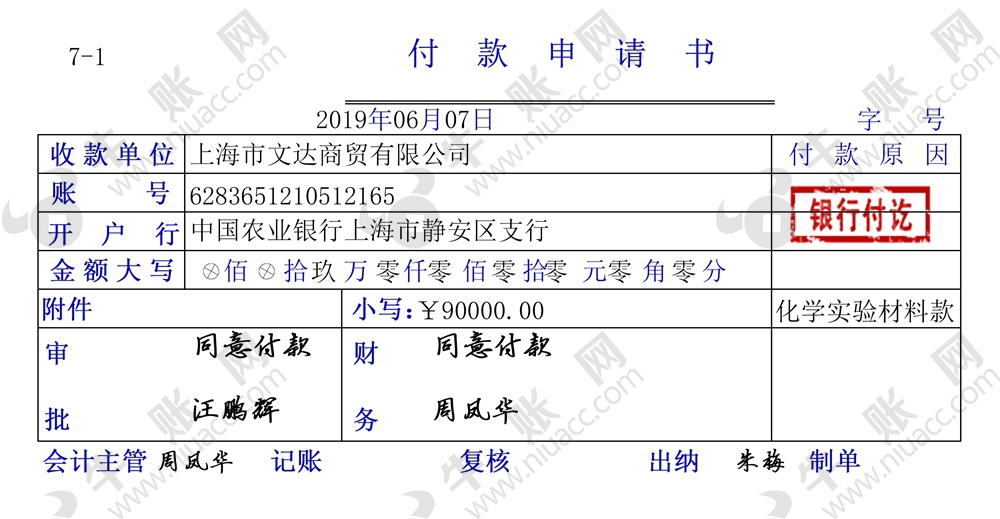 7-1 付款申请书
2019年06月07日 字 号
收款单位 上海市文达商贸有限公司 付款原因
账号 6283651210512165
银行付讫
开户行 中国农业银行上海市静安区支行
金额大写 ⊗佰⊗拾玖万零仟零佰零拾零元零角零分
附件 小写:¥90000.00 化学实验材料款
审 同意付款 财 同意付款
批 汪鹏辉 务 周凤华
会计主管 周凤华 记账 复核 出纳 朱梅 制单
牛账网
www.niuacc.com